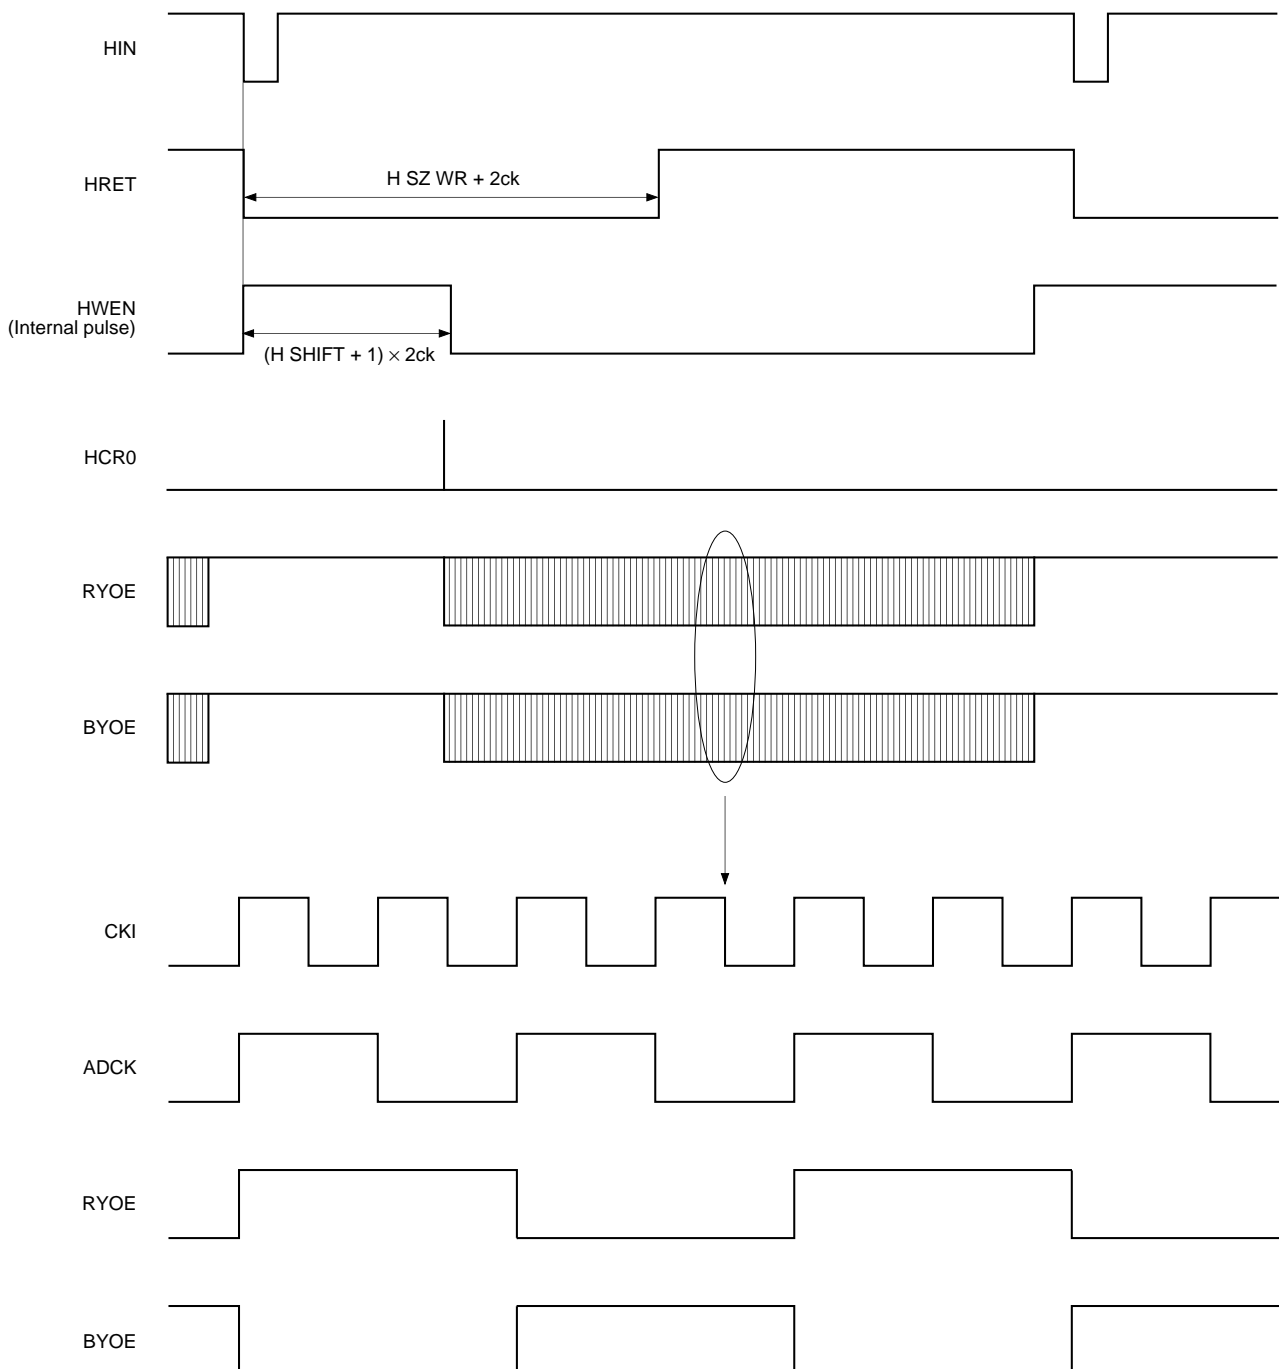 HIN
HRET
H SZ WR + 2ck
HWEN
(Internal pulse)
(H SHIFT + 1) × 2ck
HCR0
RYOE
BYOE
CKI
ADCK
RYOE
BYOE